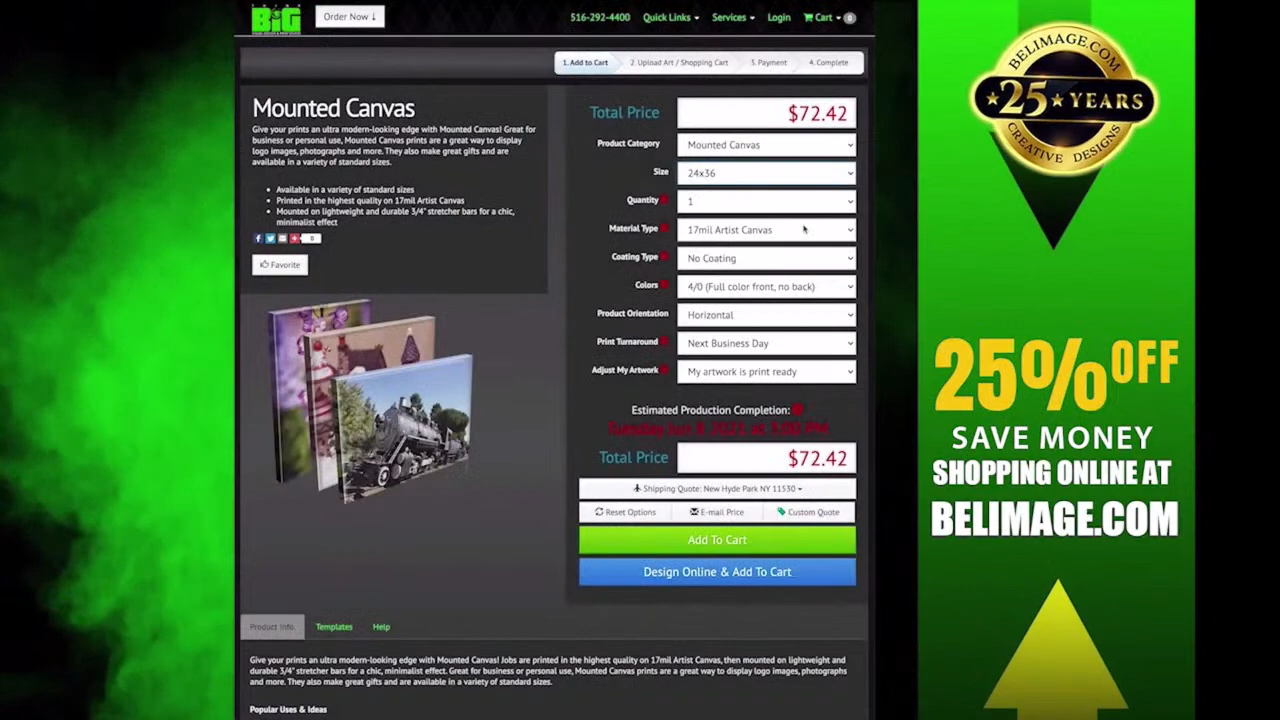 BIG
Order Now ↓
516-292-4400
Quick Links
Services
Login
Cart
0
1. Add to Cart
2. Upload Art / Shopping Cart
3. Payment
4. Complete
Mounted Canvas
Give your prints an ultra modern-looking edge with Mounted Canvas! Great for
business or personal use, Mounted Canvas prints are a great way to display
logo images, photographs and more. They also make great gifts and are
available in a variety of standard sizes.
Available in a variety of standard sizes
Printed in the highest quality on 17mil Artist Canvas
Mounted on lightweight and durable 3/4" stretcher bars for a chic,
minimalist effect
0
Favorite
Total Price
$72.42
Product Category
Mounted Canvas
Size
24x36
Quantity
1
Material Type
17mil Artist Canvas
Coating Type
No Coating
Colors
4/0 (Full color front, no back)
Product Orientation
Horizontal
Print Turnaround
Next Business Day
Adjust My Artwork
My artwork is print ready
Estimated Production Completion:
Total Price
$72.42
Shipping Quote: New Hyde Park NY 11530
Reset Options
E-mail Price
Custom Quote
Add To Cart
Design Online & Add To Cart
Product Info.
Templates
Help
Give your prints an ultra modern-looking edge with Mounted Canvas! Jobs are printed in the highest quality on 17mil Artist Canvas, then mounted on lightweight and
durable 3/4" stretcher bars for a chic, minimalist effect. Great for business or personal use, Mounted Canvas prints are a great way to display logo images, photographs
and more. They also make great gifts and are available in a variety of standard sizes.
Popular Uses & Ideas
BELIMAGE.COM
25 YEARS
CREATIVE DESIGNS
25% OFF
SAVE MONEY
SHOPPING ONLINE AT
BELIMAGE.COM